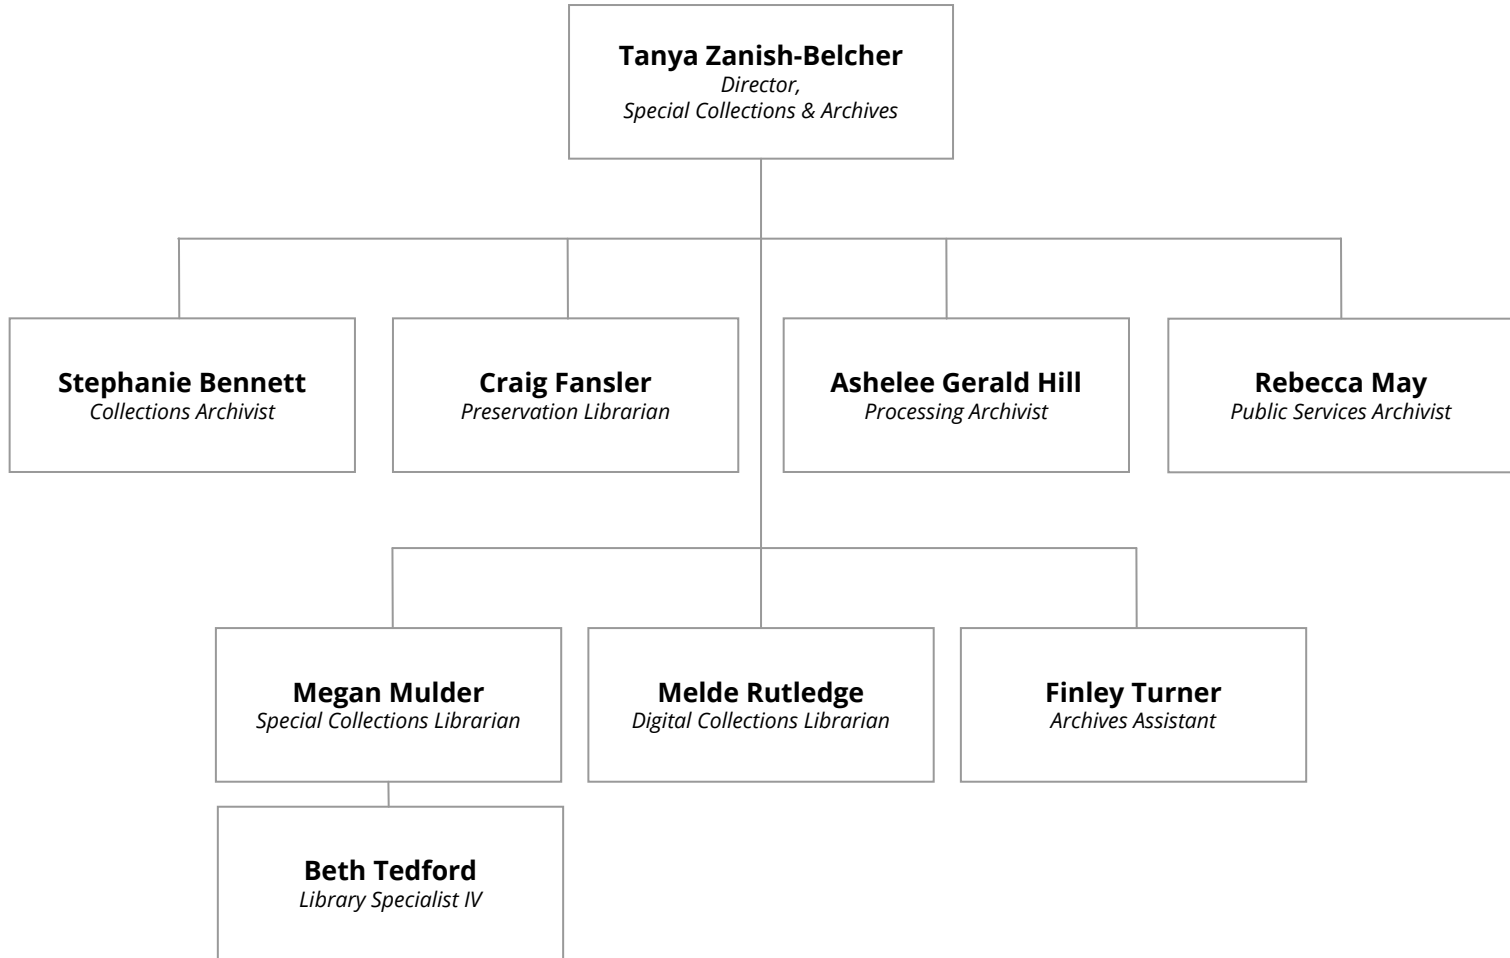 Tanya Zanish-Belcher
Director,
Special Collections & Archives
Stephanie Bennett
Collections Archivist
Craig Fansler
Preservation Librarian
Ashelee Gerald Hill
Processing Archivist
Rebecca May
Public Services Archivist
Megan Mulder
Special Collections Librarian
Melde Rutledge
Digital Collections Librarian
Finley Turner
Archives Assistant
Beth Tedford
Library Specialist IV